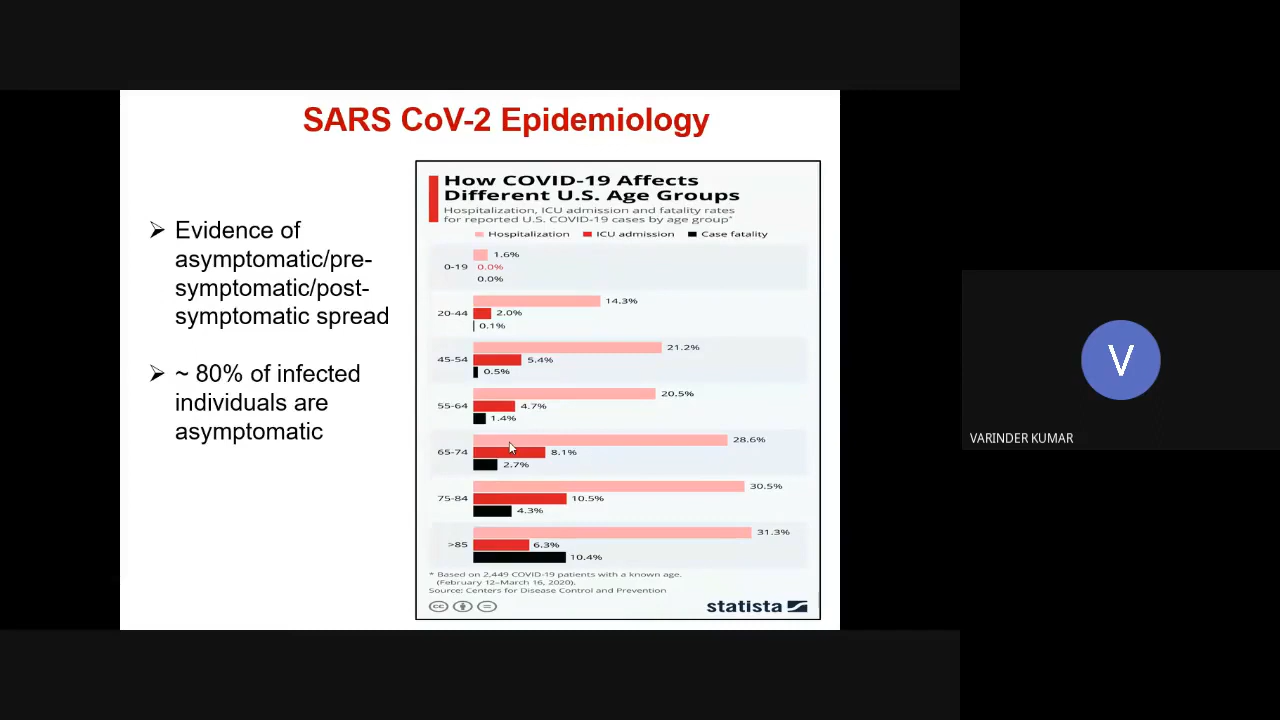 SARS CoV-2 Epidemiology
➢ Evidence of
asymptomatic/pre-
symptomatic/post-
symptomatic spread
➢ ~ 80% of infected
individuals are
asymptomatic
How COVID-19 Affects
Different U.S. Age Groups
Hospitalization, ICU admission and fatality rates
for reported U.S. COVID-19 cases by age group*
Hospitalization ICU admission Case fatality
1.6%
0-19 0.0%
0.0%
14.3%
20-44 2.0%
0.1%
21.2%
45-54 5.4%
0.5%
20.5%
55-64 4.7%
1.4%
28.6%
65-74 8.1%
2.7%
30.5%
75-84 10.5%
4.3%
31.3%
>85 6.3%
10.4%
* Based on 2,449 COVID-19 patients with a known age.
(February 12–March 16, 2020).
Source: Centers for Disease Control and Prevention
cc
statista
V
VARINDER KUMAR